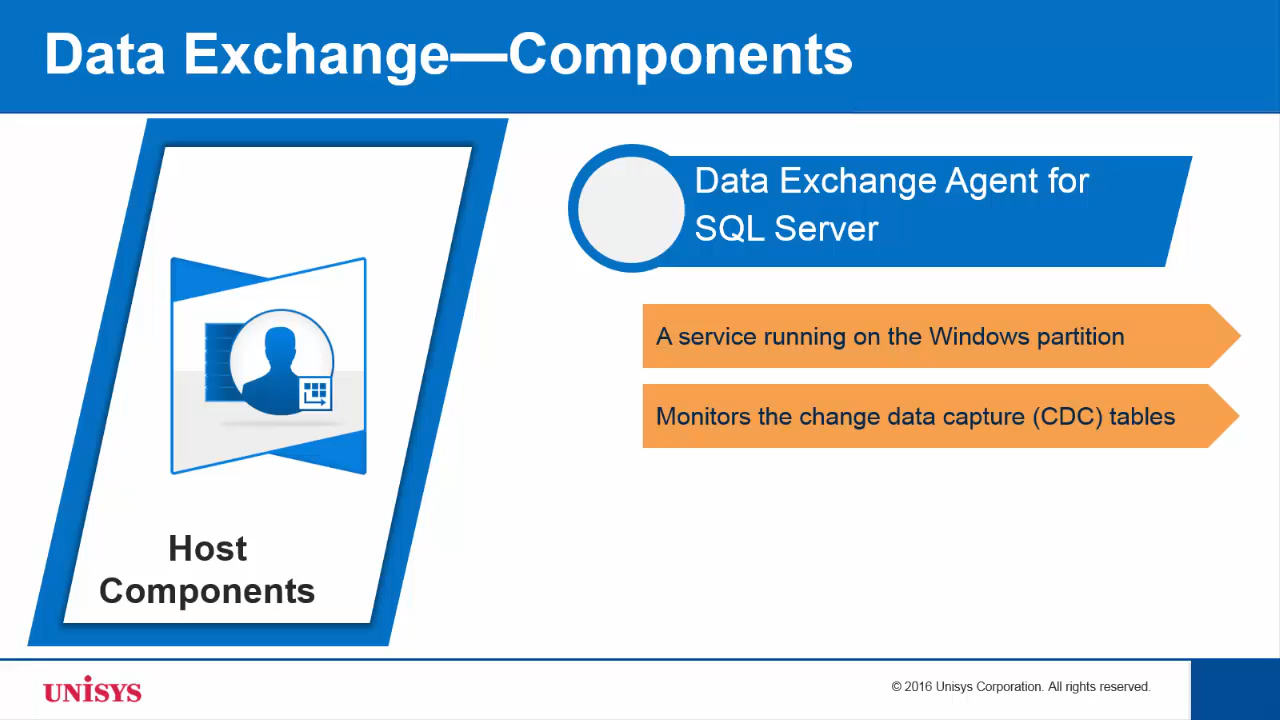 Data Exchange—Components
Host
Components
Data Exchange Agent for
SQL Server
A service running on the Windows partition
Monitors the change data capture (CDC) tables
UNISYS
© 2016 Unisys Corporation. All rights reserved.